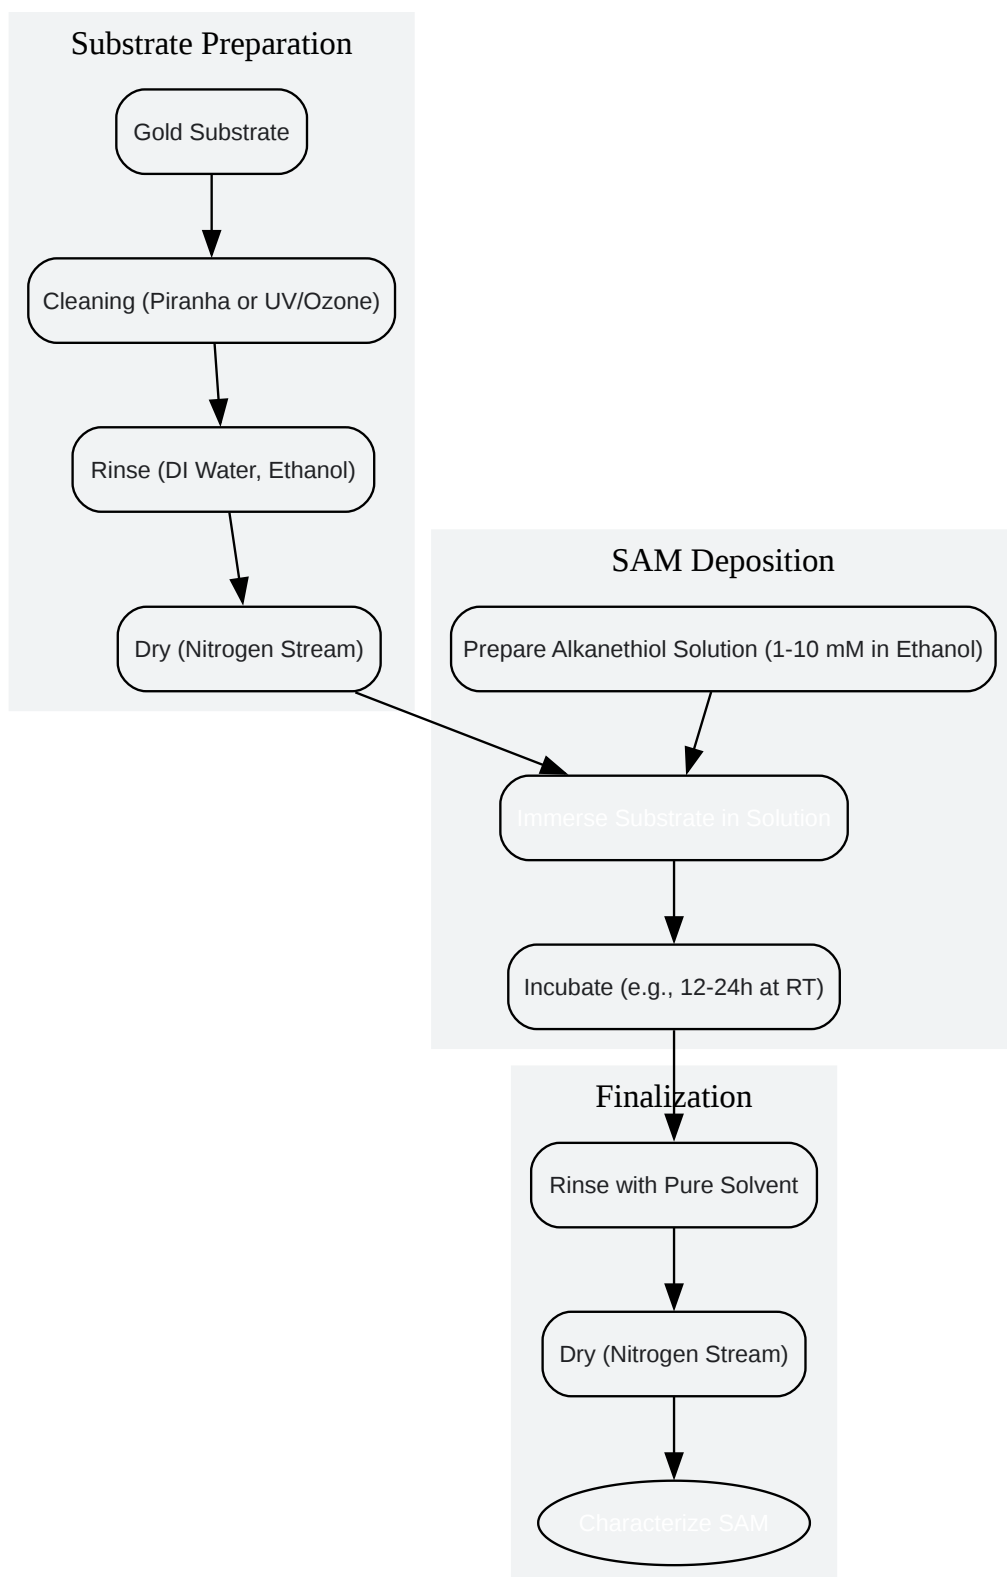 Substrate Preparation
Gold Substrate
Cleaning (Piranha or UV/Ozone)
Rinse (DI Water, Ethanol)
Dry (Nitrogen Stream)
SAM Deposition
Prepare Alkanethiol Solution (1-10 mM in Ethanol)
Immerse Substrate in Solution
Incubate (e.g., 12-24h at RT)
Finalization
Rinse with Pure Solvent
Dry (Nitrogen Stream)
Characterize SAM